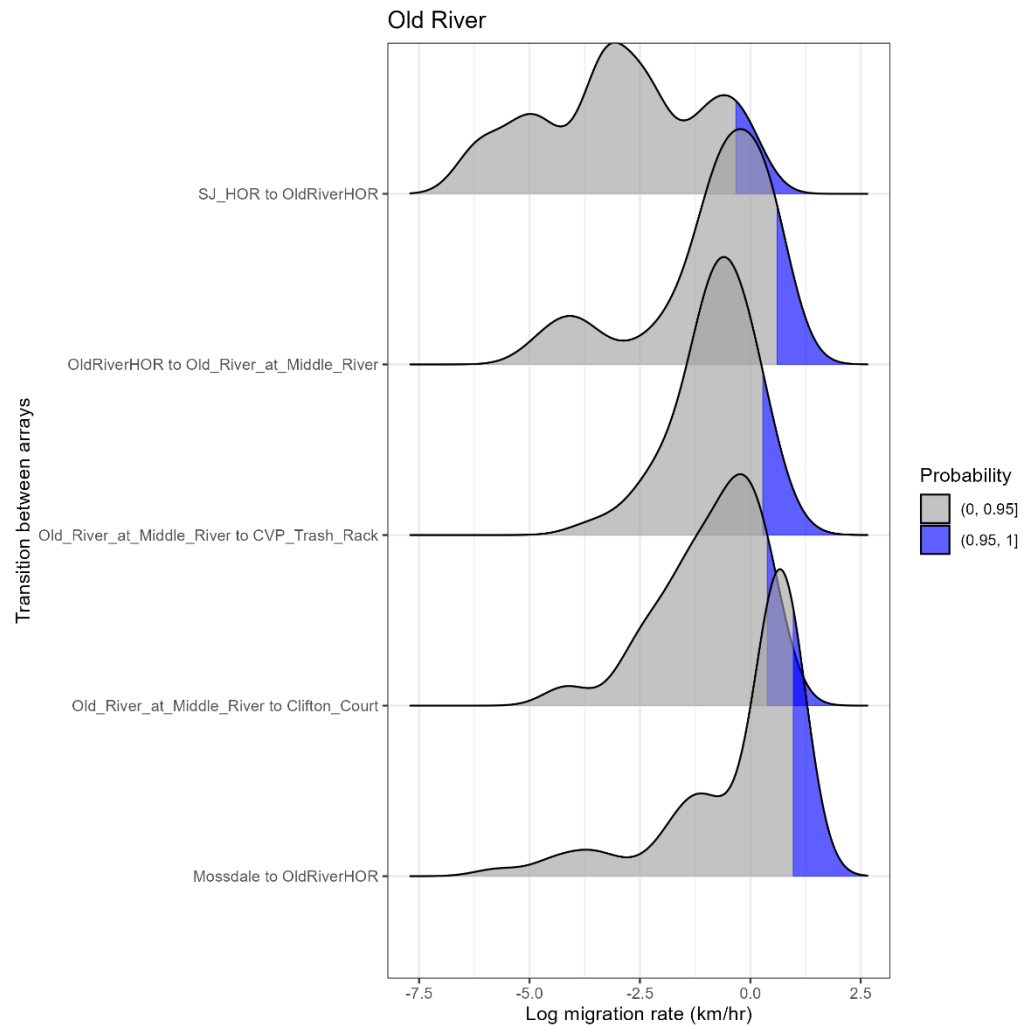 Old River
Transition between arrays
SJ_HOR to OldRiverHOR
OldRiverHOR to Old_River_at_Middle_River
Old_River_at_Middle_River to CVP_Trash_Rack
Old_River_at_Middle_River to Clifton_Court
Mossdale to OldRiverHOR
-7.5 -5.0 -2.5 0.0 2.5
Log migration rate (km/hr)
Probability
(0, 0.95]
(0.95, 1]